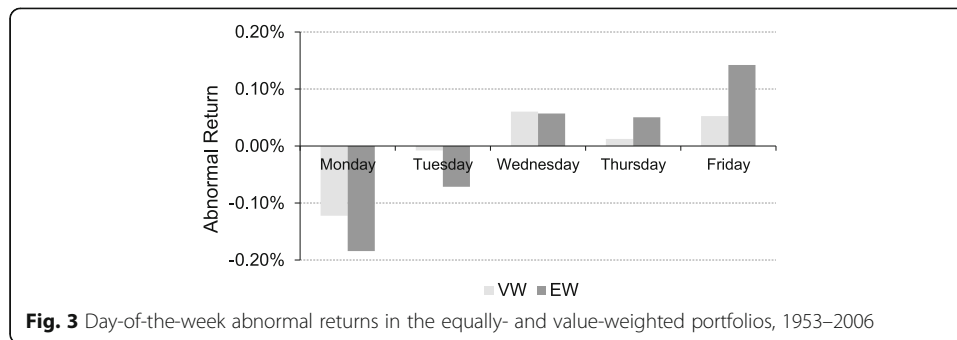 0.20%
0.10%
0.00%
-0.10%
-0.20%
Abnormal Return
Monday Tuesday Wednesday Thursday Friday
VW EW
Fig. 3 Day-of-the-week abnormal returns in the equally- and value-weighted portfolios, 1953–2006